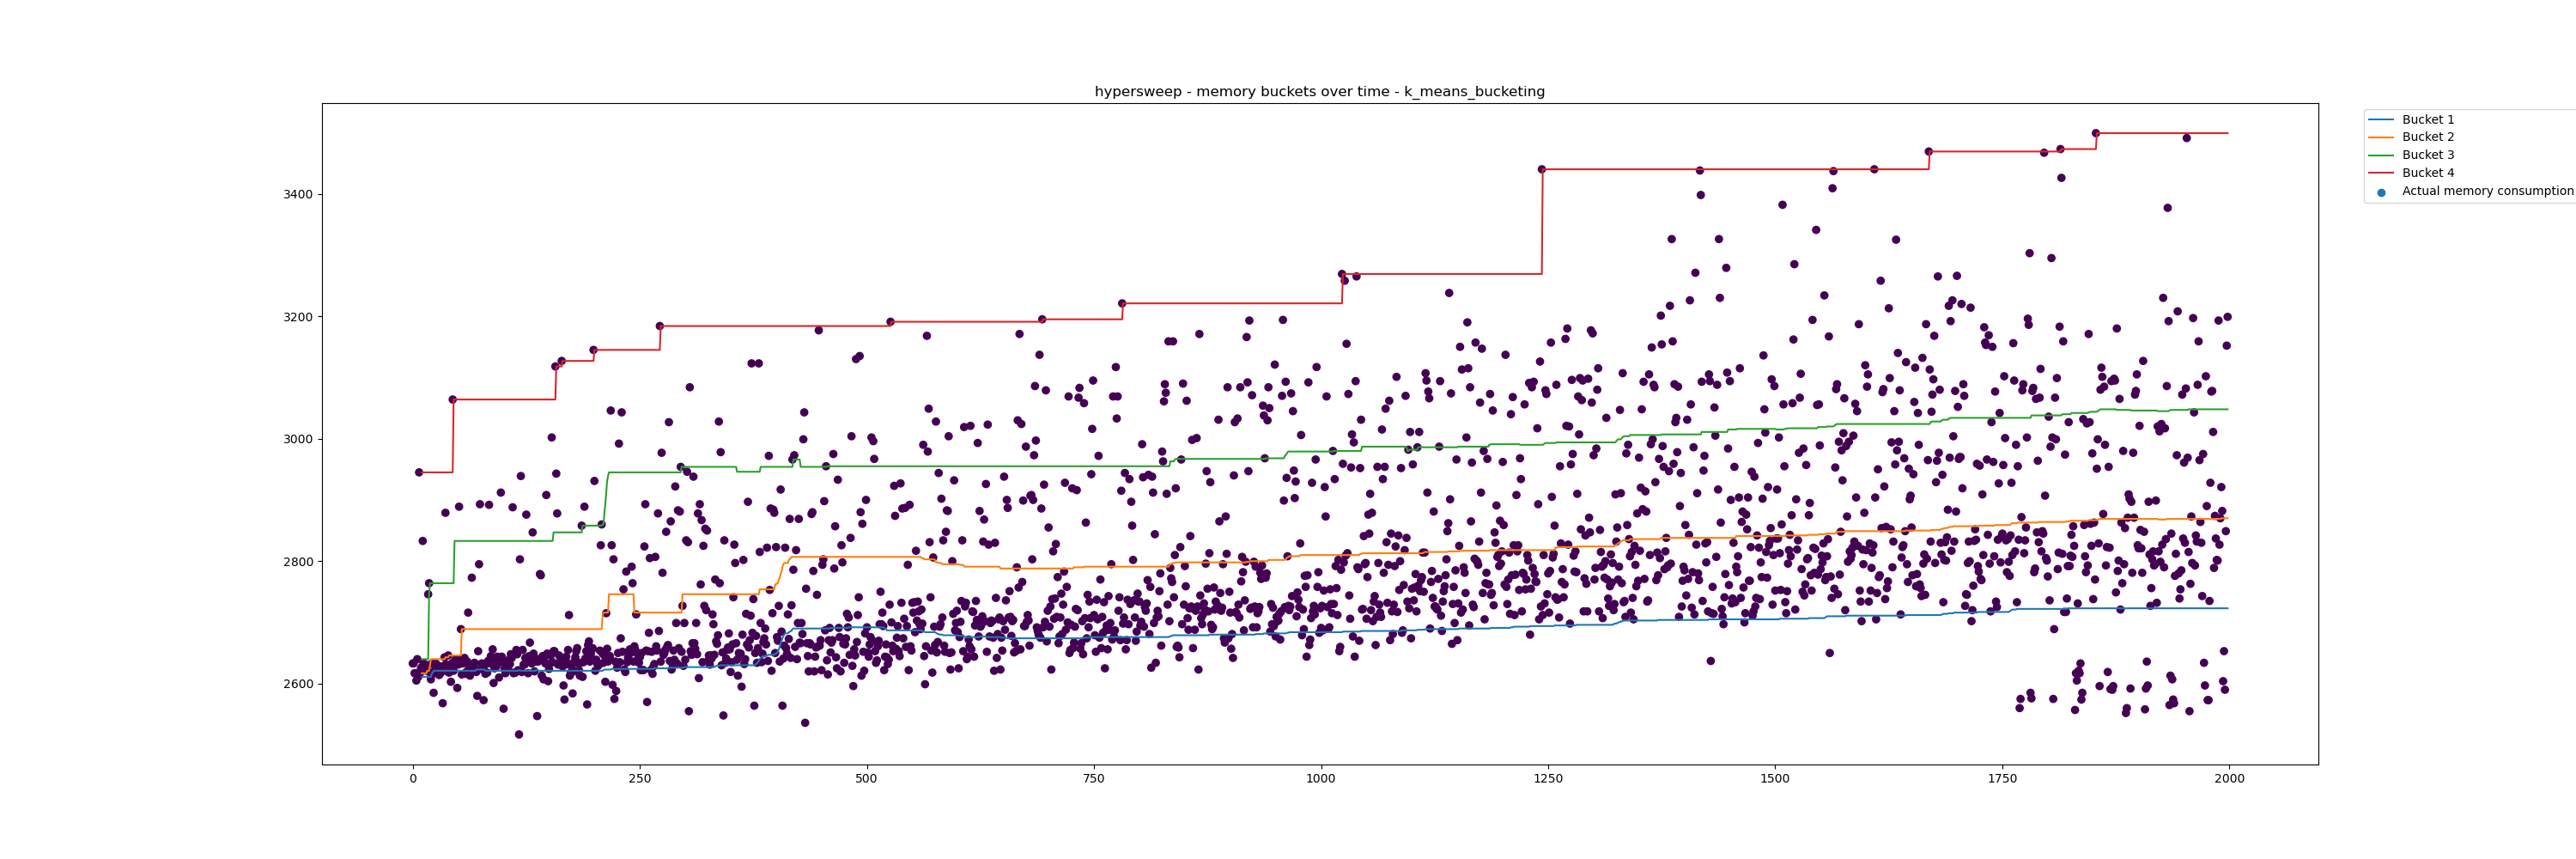 hypersweep - memory buckets over time - k_means_bucketing
Bucket 1
Bucket 2
Bucket 3
Bucket 4
Actual memory consumption
3400
3200
3000
2800
2600
0 250 500 750 1000 1250 1500 1750 2000